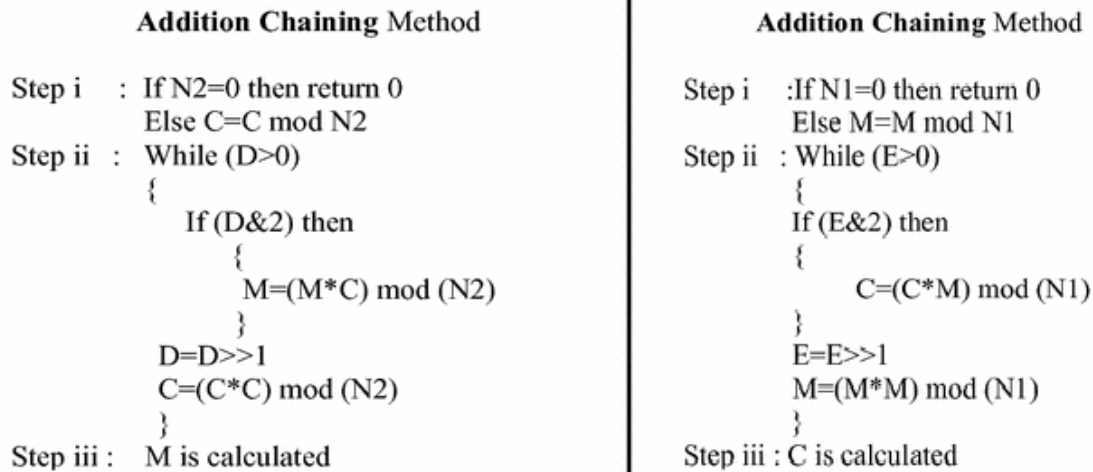 Addition Chaining Method
Step i : If N2=0 then return 0
Else C=C mod N2
Step ii : While (D>0)
{
If (D&2) then
{
M=(M*C) mod (N2)
}
D=D>>1
C=(C*C) mod (N2)
}
Step iii : M is calculated
Addition Chaining Method
Step i :If N1=0 then return 0
Else M=M mod N1
Step ii : While (E>0)
{
If (E&2) then
{
C=(C*M) mod (N1)
}
E=E>>1
M=(M*M) mod (N1)
}
Step iii : C is calculated